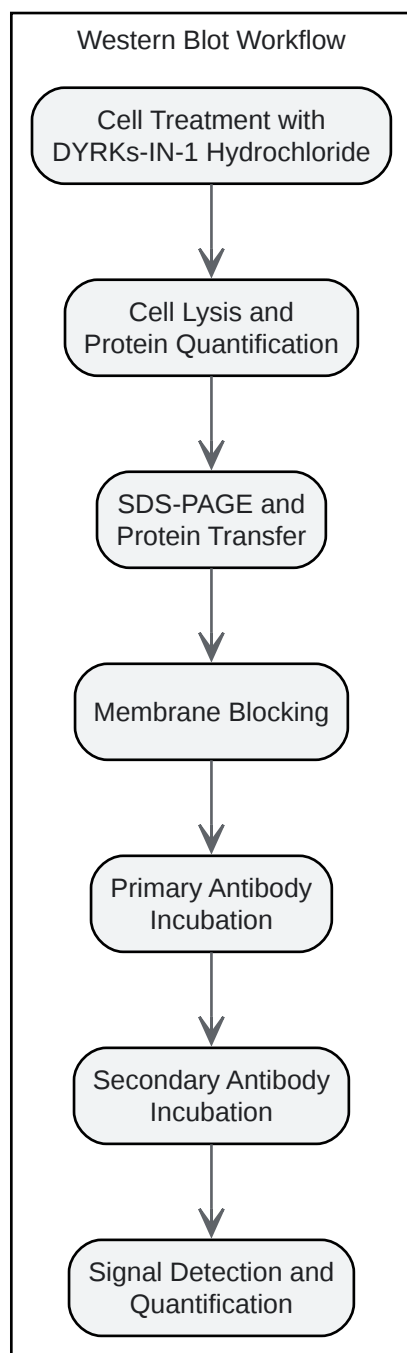 Western Blot Workflow
Cell Treatment with
DYRKs-IN-1 Hydrochloride
Cell Lysis and
Protein Quantification
SDS-PAGE and
Protein Transfer
Membrane Blocking
Primary Antibody
Incubation
Secondary Antibody
Incubation
Signal Detection and
Quantification